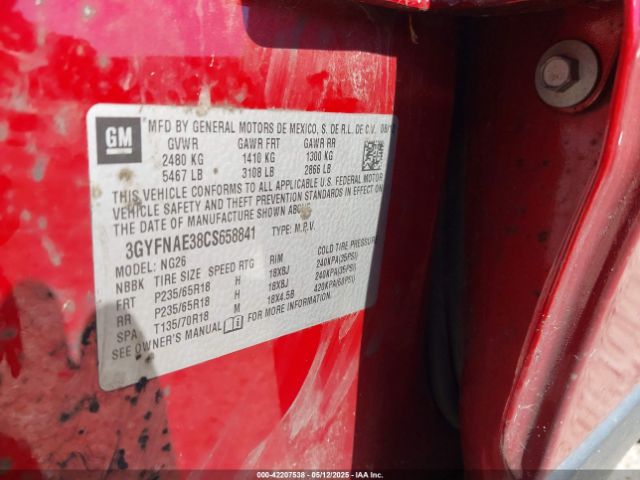 GM
MFD BY GENERAL MOTORS DE MEXICO, S. DE R.L. DE C.V.
GVWR GAWR FRT GAWR RR
2480 KG 1410 KG 1300 KG
5467 LB 3108 LB 2866 LB
THIS VEHICLE CONFORMS TO ALL APPLICABLE U.S. FEDERAL MOTOR
VEHICLE SAFETY AND THEFT PREVENTION STANDARDS IN EFFECT ON
THE DATE OF MANUFACTURE SHOWN ABOVE.
3GYFNAE38CS658841 TYPE: M.P.V.
MODEL: NG26
NBBK TIRE SIZE SPEED RTG RIM COLD TIRE PRESSURE
FRT P235/65R18 H 18X8J 240KPA(35PSI)
RR P235/65R18 H 18X8J 240KPA(35PSI)
SPA T135/70R18 M 18X4.5B 420KPA(60PSI)
SEE OWNER'S MANUAL FOR MORE INFORMATION.
000-42207538 - 05/12/2025 - IAA Inc.